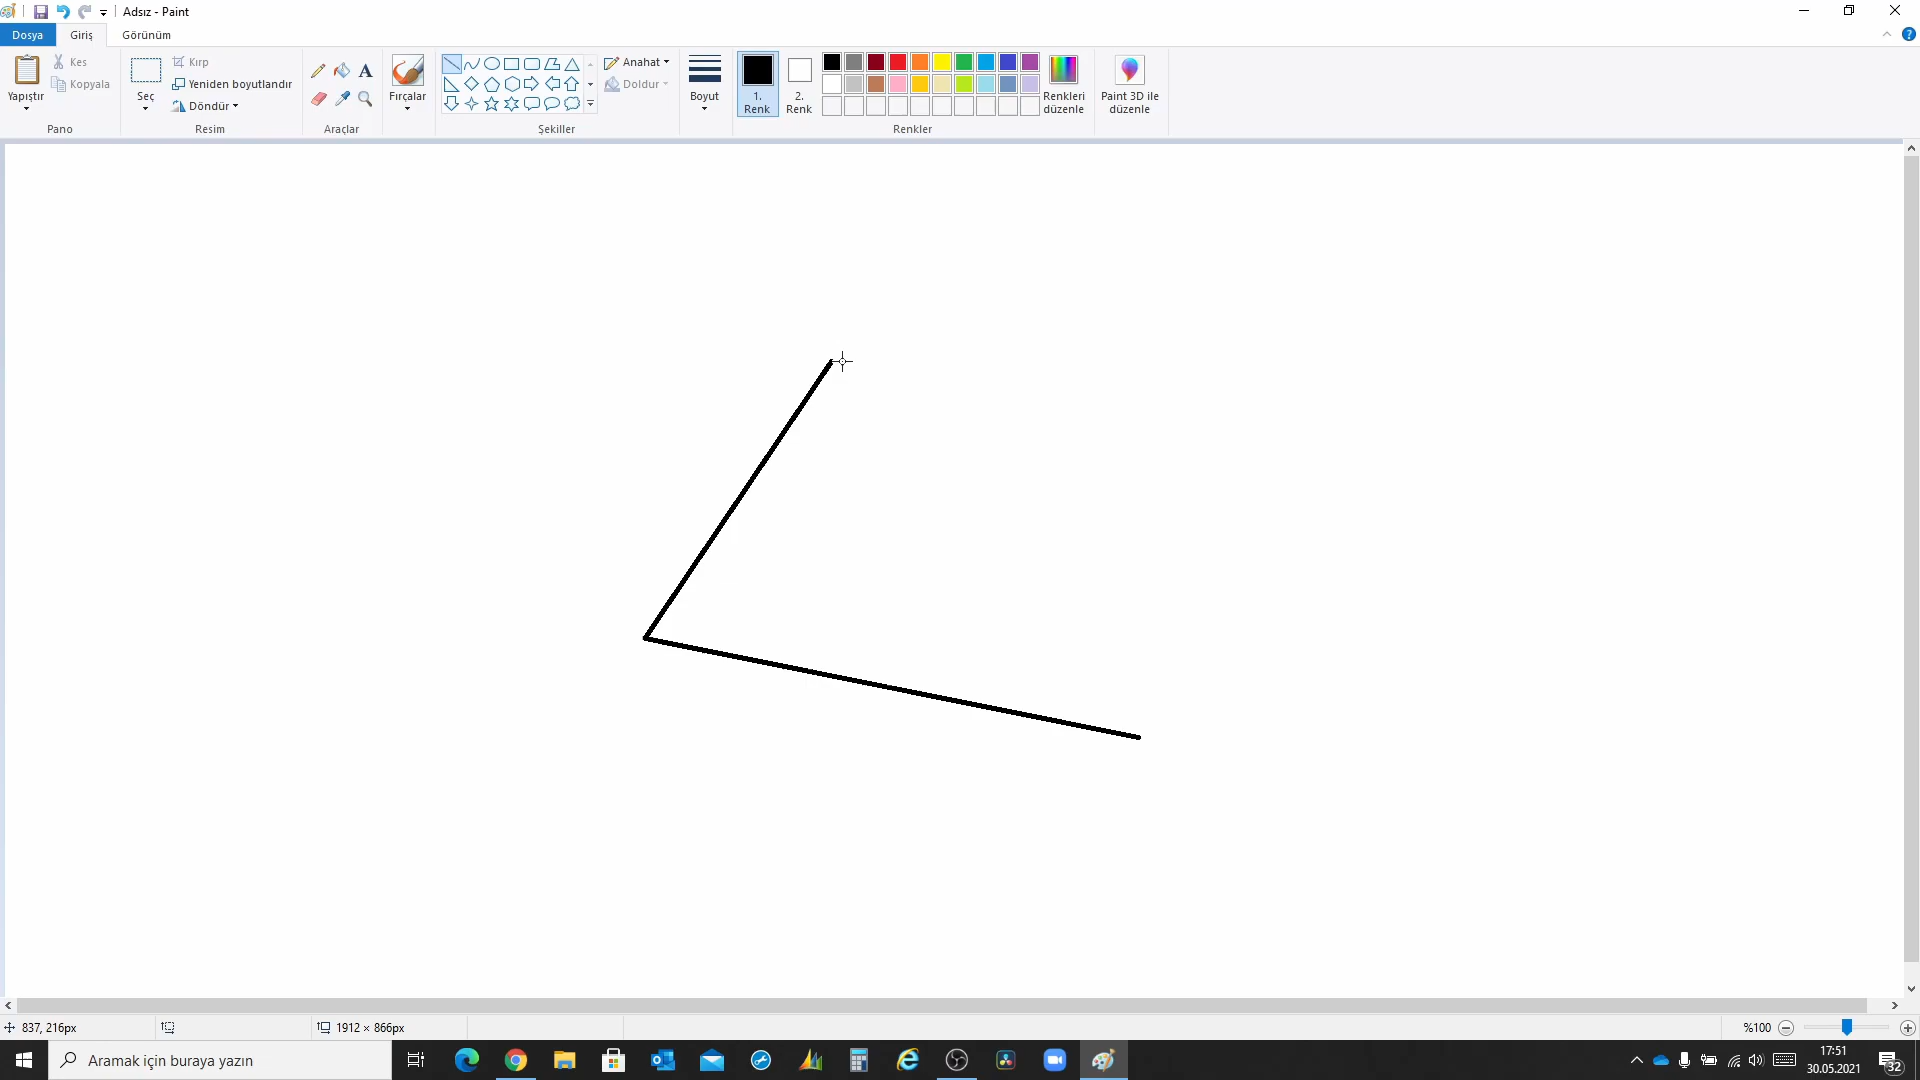 Adsız - Paint
Dosya Giriş Görünüm
Yapıştır
Kes
Kopyala
Pano
Seç
Kırp
Yeniden boyutlandır
Döndür
Resim
A
Araçlar
Fırçalar
Anahat
Doldur
Şekiller
Boyut
1.
Renk
2.
Renk
Renkler
Renkleri
düzenle
Paint 3D ile
düzenle
837, 216px
1912 × 866px
%100
Aramak için buraya yazın
17:51
30.05.2021
32